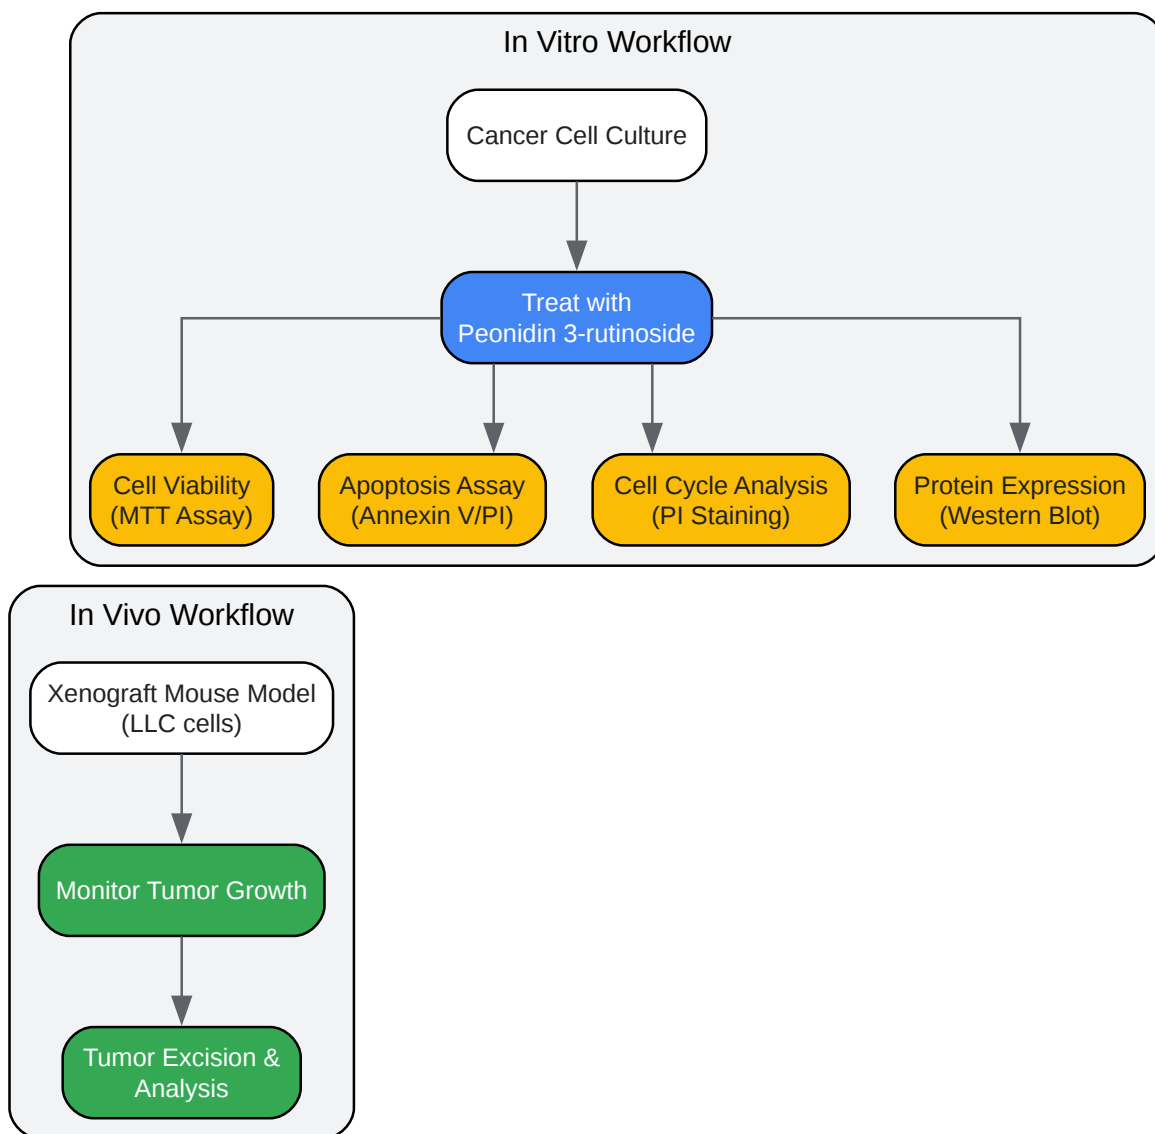 In Vitro Workflow
Cancer Cell Culture
Treat with
Peonidin 3-rutinoside
Cell Viability
(MTT Assay)
Apoptosis Assay
(Annexin V/PI)
Cell Cycle Analysis
(PI Staining)
Protein Expression
(Western Blot)
In Vivo Workflow
Xenograft Mouse Model
(LLC cells)
Monitor Tumor Growth
Tumor Excision &
Analysis